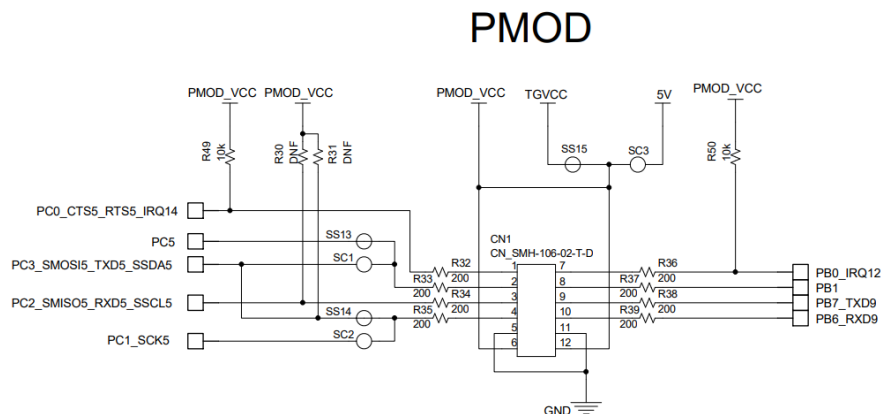 PMOD
PMOD_VCC
PMOD_VCC
PMOD_VCC
TGVCC
5V
PMOD_VCC
R49
10k
R30
DNF
R31
DNF
SS15
SC3
R50
10k
PC0_CTS5_RTS5_IRQ14
PC5
SS13
PC3_SMOSI5_TXD5_SSDA5
SC1
PC2_SMISO5_RXD5_SSCL5
SS14
PC1_SCK5
SC2
CN1
CN_SMH-106-02-T-D
R32
200
R33
200
R34
200
R35
200
1
2
3
4
5
6
7
8
9
10
11
12
R36
200
R37
200
R38
200
R39
200
PB0_IRQ12
PB1
PB7_TXD9
PB6_RXD9
GND